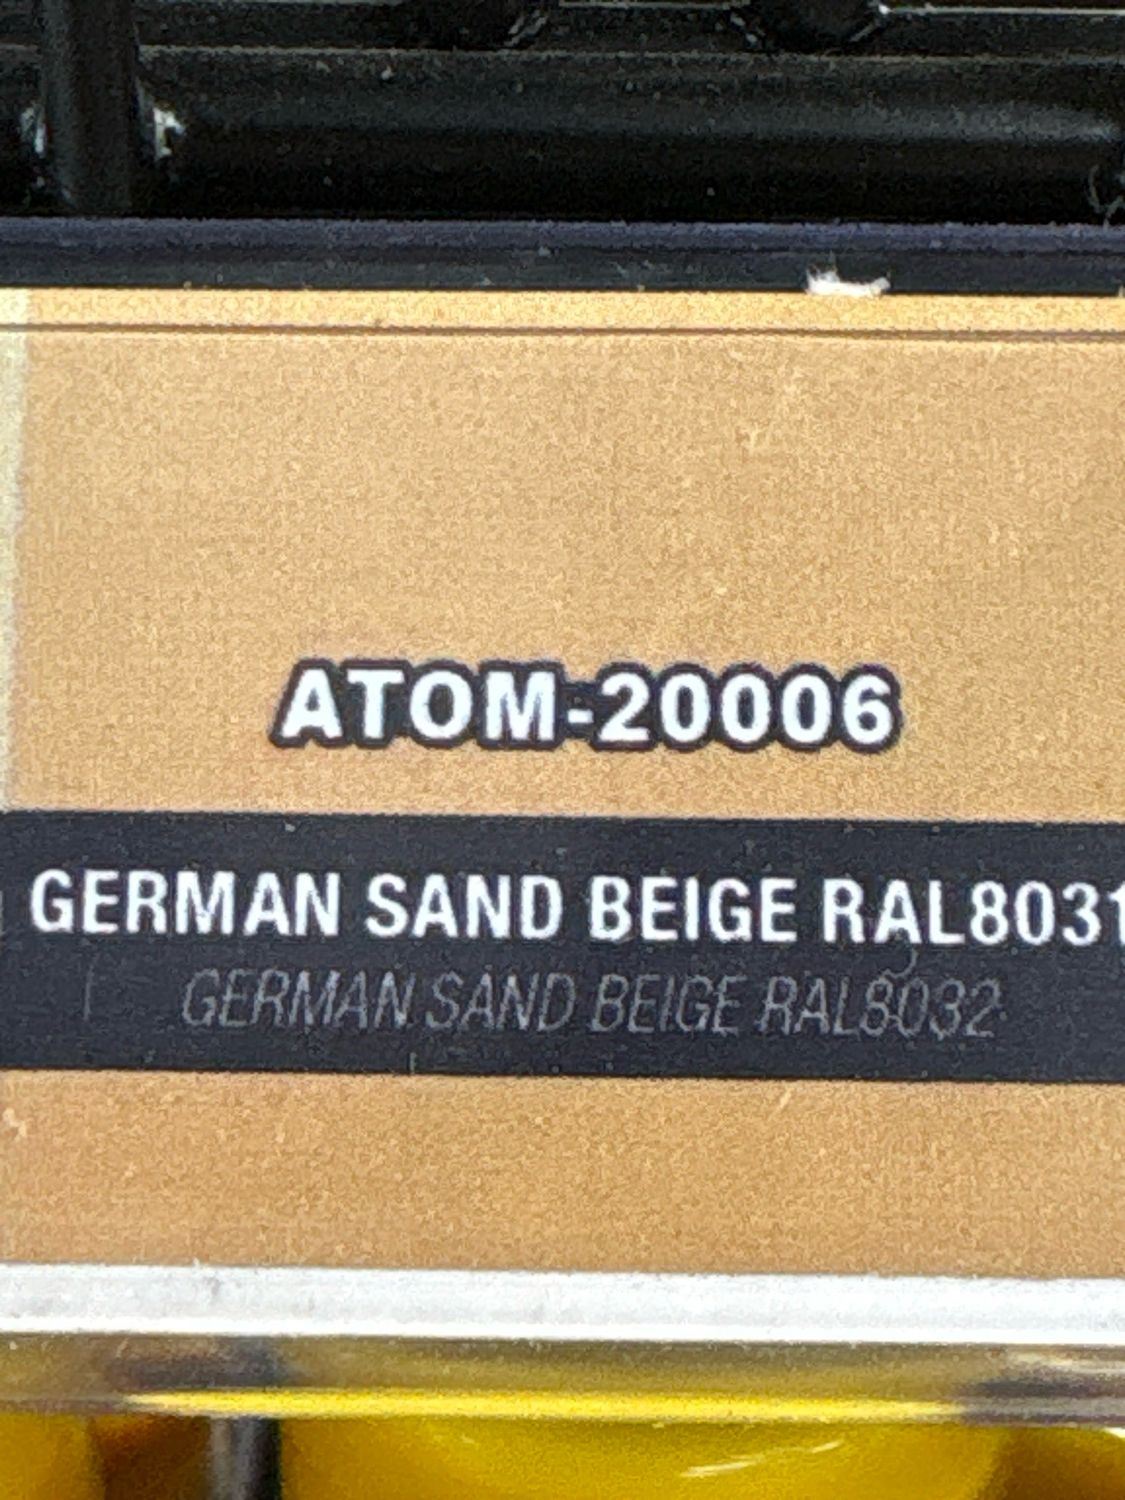 ATOM-20006
GERMAN SAND BEIGE RAL8031
GERMAN SAND BEIGE RAL8032